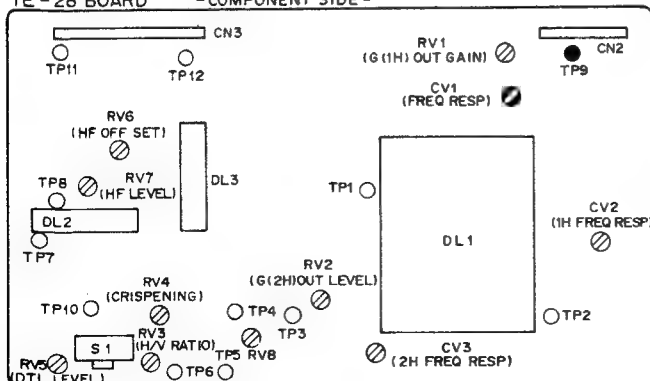 TE-28 BOARD -COMPONENT SIDE-
CN3
TP11
TP12
RV1
(G(1H) OUT GAIN)
CN2
TP9
CV1
(FREQ RESP)
RV6
(HF OFF SET)
RV7
(HF LEVEL)
TP8
DL2
TP7
DL3
TP1
DL1
CV2
(1H FREQ RESP)
RV4
(CRISPENING)
RV2
(G(2H)OUT LEVEL)
TP10
TP4
TP3
TP2
S1
RV3
(H/V RATIO)
RV5
(DTL LEVEL)
TP6
TP5
RV8
CV3
(2H FREQ RESP)